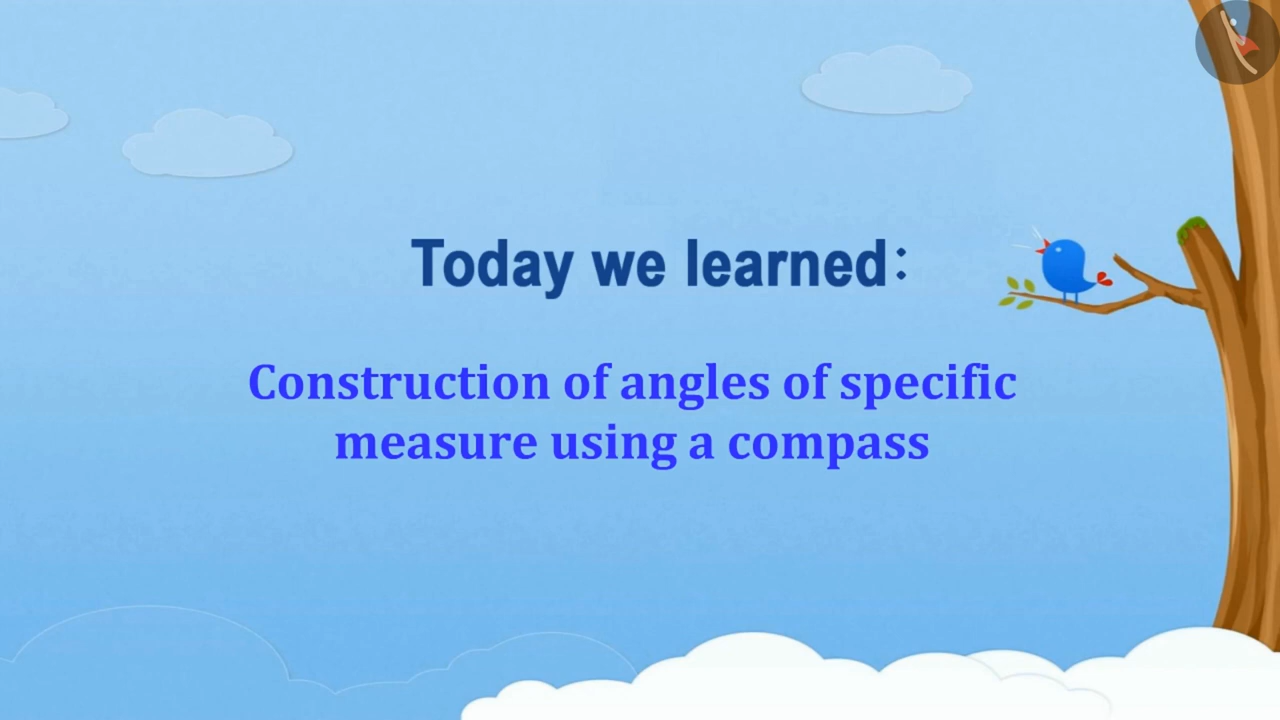 Today we learned:
Construction of angles of specific
measure using a compass